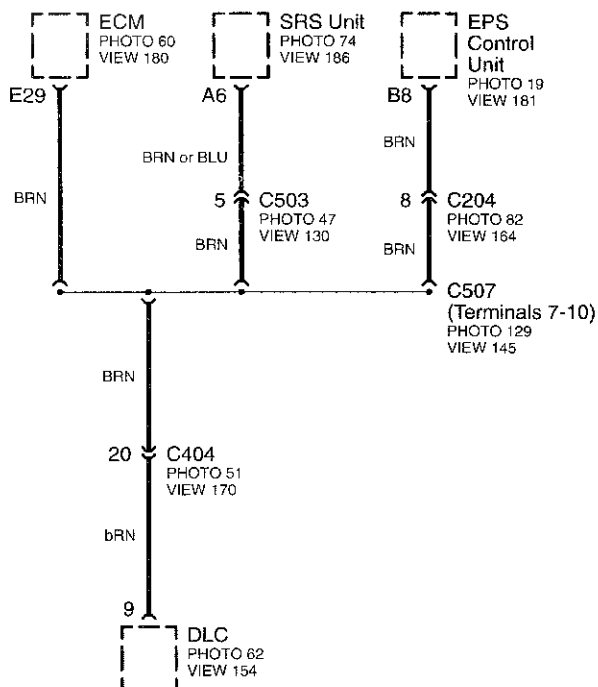 ECM
PHOTO 60
VIEW 180
SRS Unit
PHOTO 74
VIEW 186
EPS
Control
Unit
PHOTO 19
VIEW 181
E29
A6
B8
BRN
BRN or BLU
BRN
5
C503
PHOTO 47
VIEW 130
8
C204
PHOTO 82
VIEW 164
BRN
BRN
C507
(Terminals 7-10)
PHOTO 129
VIEW 145
BRN
20
C404
PHOTO 51
VIEW 170
bRN
9
DLC
PHOTO 62
VIEW 154